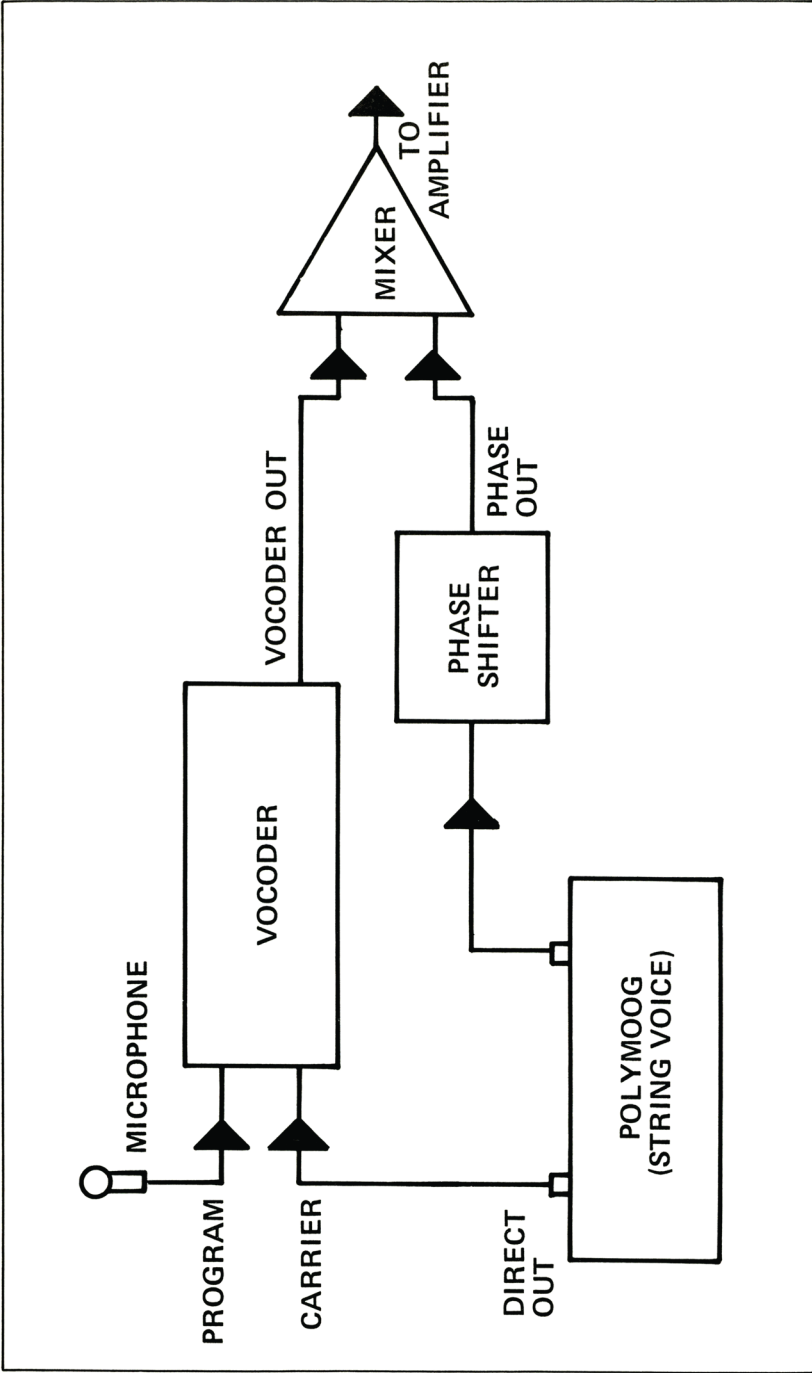 MICROPHONE
PROGRAM
CARRIER
VOCODER
VOCODER OUT
MIXER
TO
AMPLIFIER
DIRECT
OUT
POLYMOOG
(STRING VOICE)
PHASE
SHIFTER
PHASE
OUT